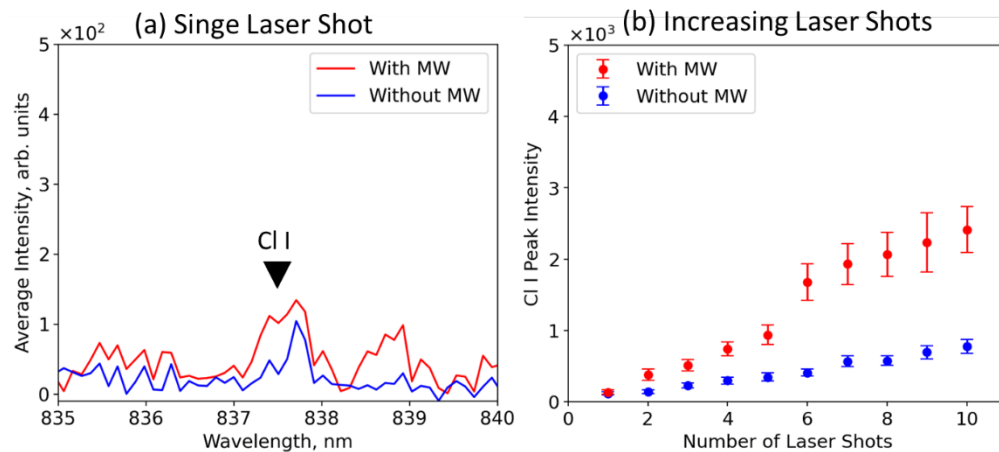 (a) Singe Laser Shot
×10²
5
4
3
2
1
0
Average Intensity, arb. units
With MW
Without MW
Cl I
835 836 837 838 839 840
Wavelength, nm
(b) Increasing Laser Shots
×10³
5
4
3
2
1
0
Cl I Peak Intensity
With MW
Without MW
0 2 4 6 8 10
Number of Laser Shots